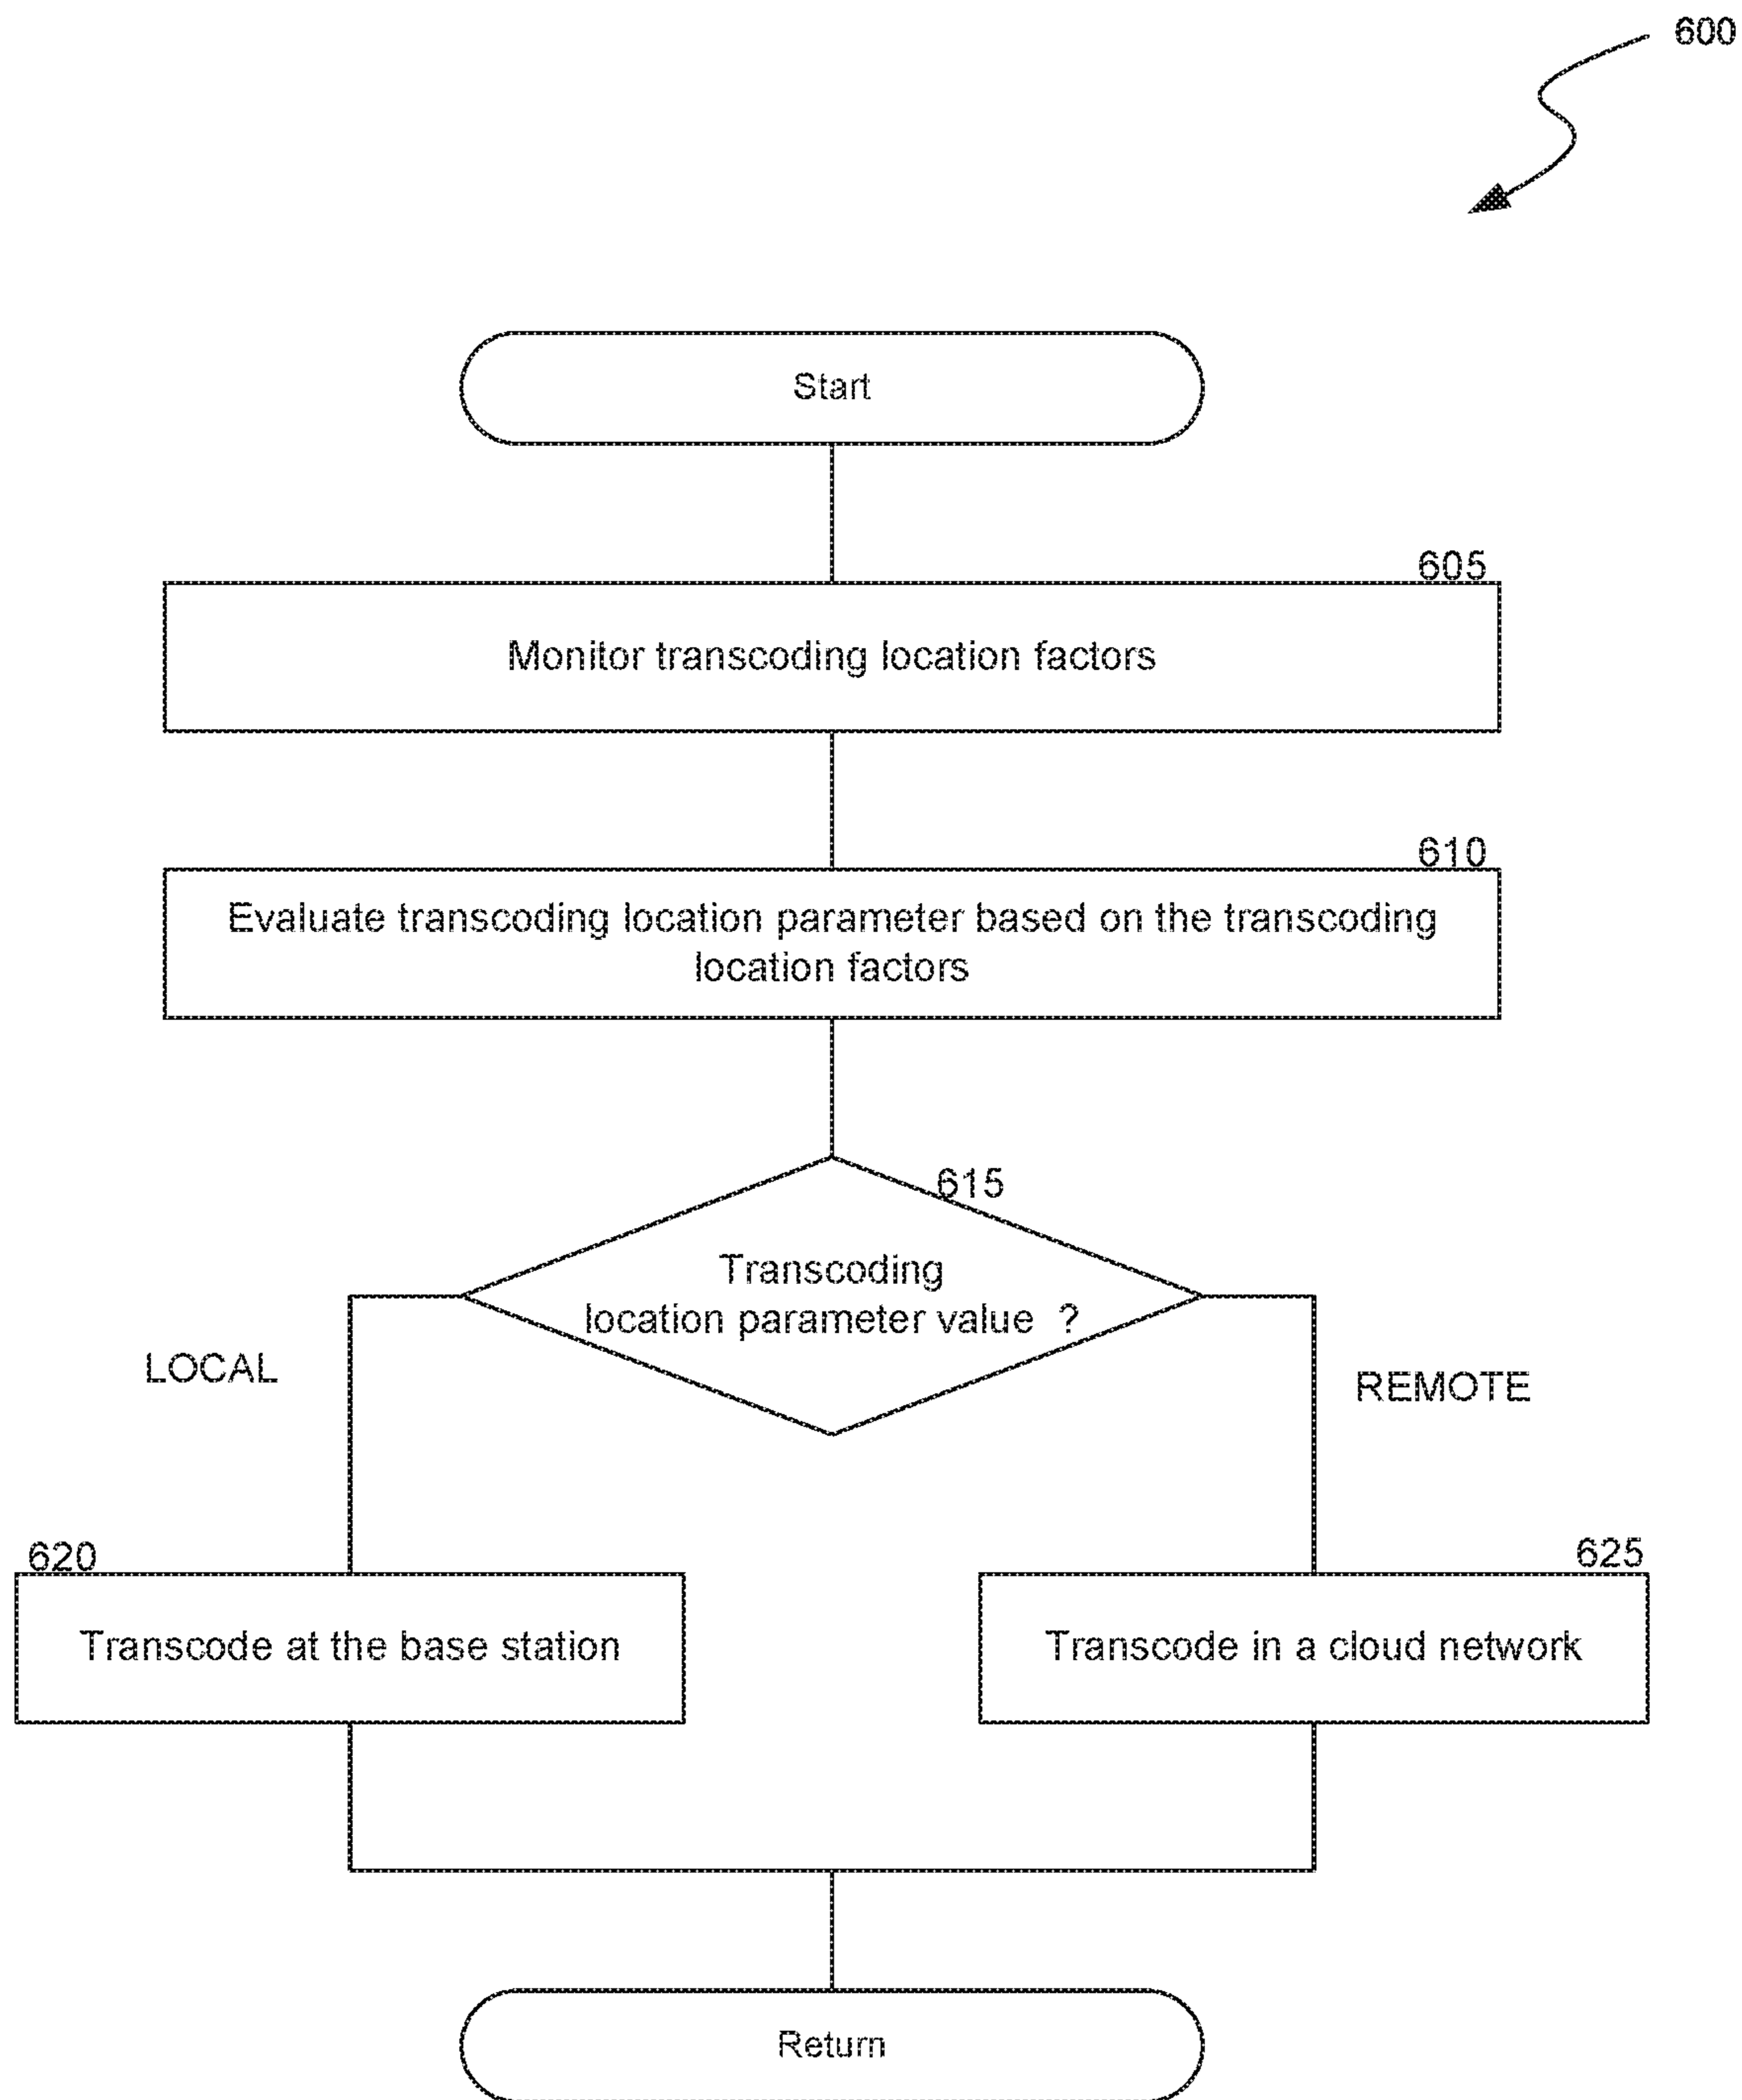 600
Start
605
Monitor transcoding location factors
610
Evaluate transcoding location parameter based on the transcoding
location factors
615
Transcoding
location parameter value ?
LOCAL
REMOTE
620
625
Transcode at the base station
Transcode in a cloud network
Return